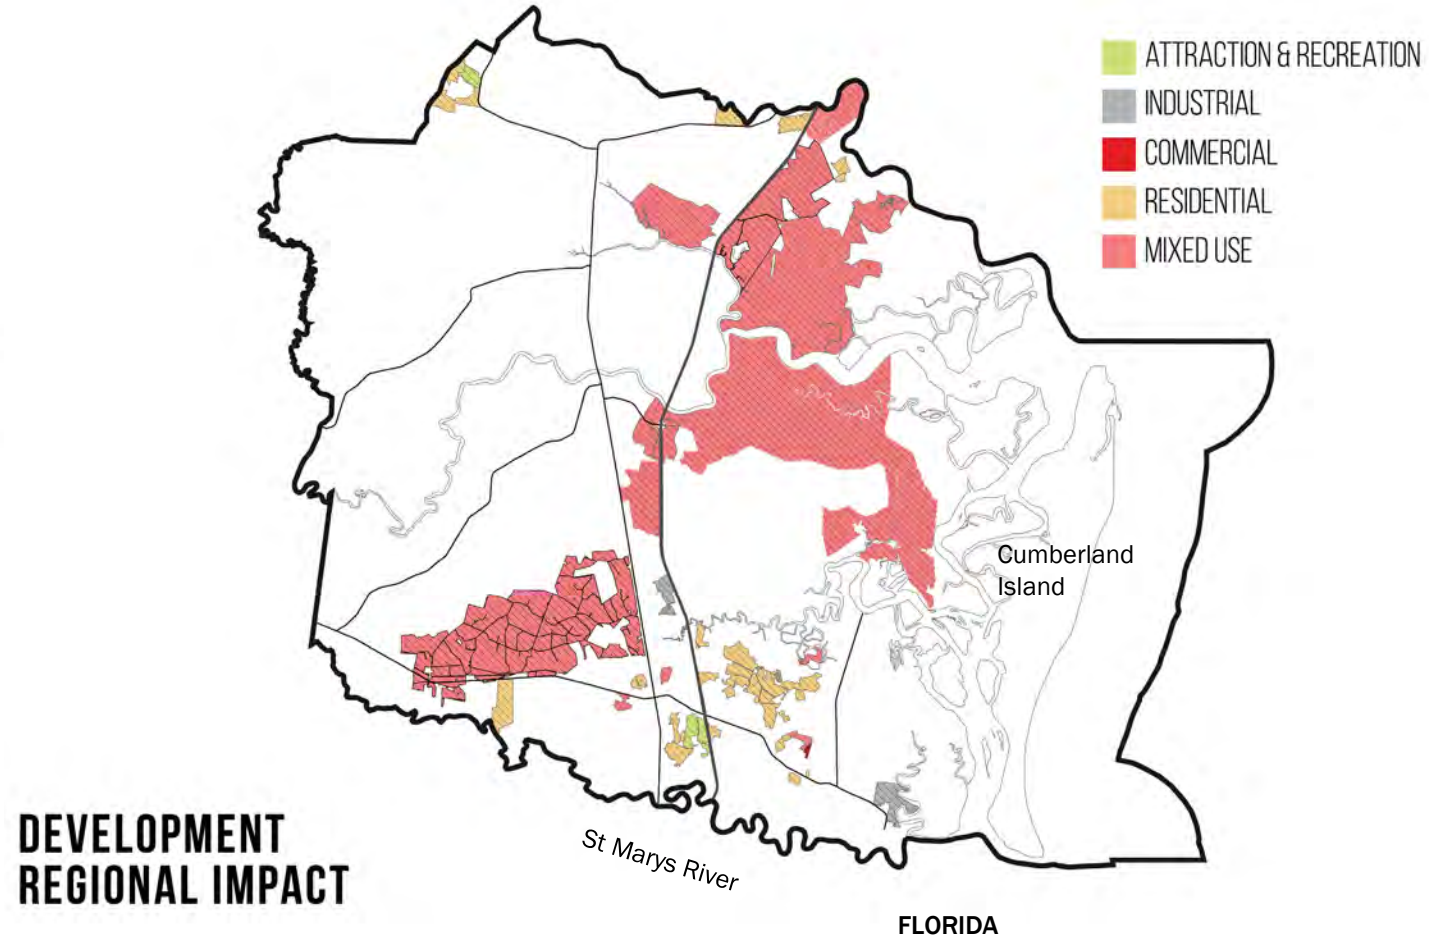 ATTRACTION & RECREATION
INDUSTRIAL
COMMERCIAL
RESIDENTIAL
MIXED USE
Cumberland
Island
DEVELOPMENT
REGIONAL IMPACT
St Marys River
FLORIDA